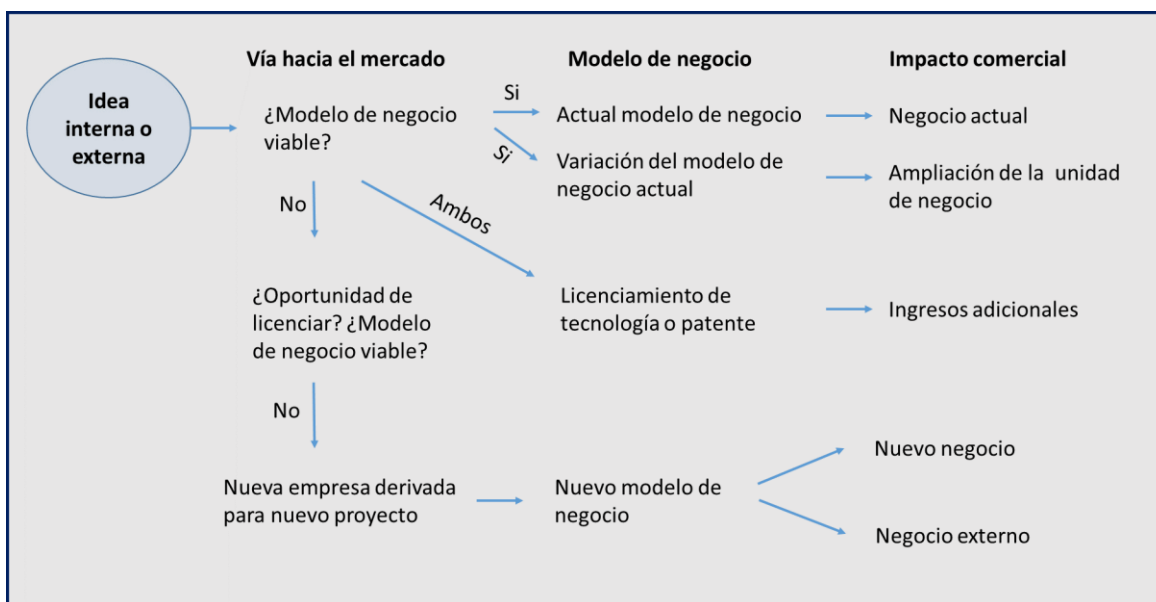 Vía hacia el mercado
Modelo de negocio
Impacto comercial
Idea
interna o
externa
¿Modelo de negocio
viable?
Si
Actual modelo de negocio
Negocio actual
Si
Variación del modelo de
negocio actual
Ampliación de la unidad
de negocio
No
Ambos
¿Oportunidad de
licenciar? ¿Modelo
de negocio viable?
Licenciamiento de
tecnología o patente
Ingresos adicionales
No
Nueva empresa derivada
para nuevo proyecto
Nuevo modelo de
negocio
Nuevo negocio
Negocio externo